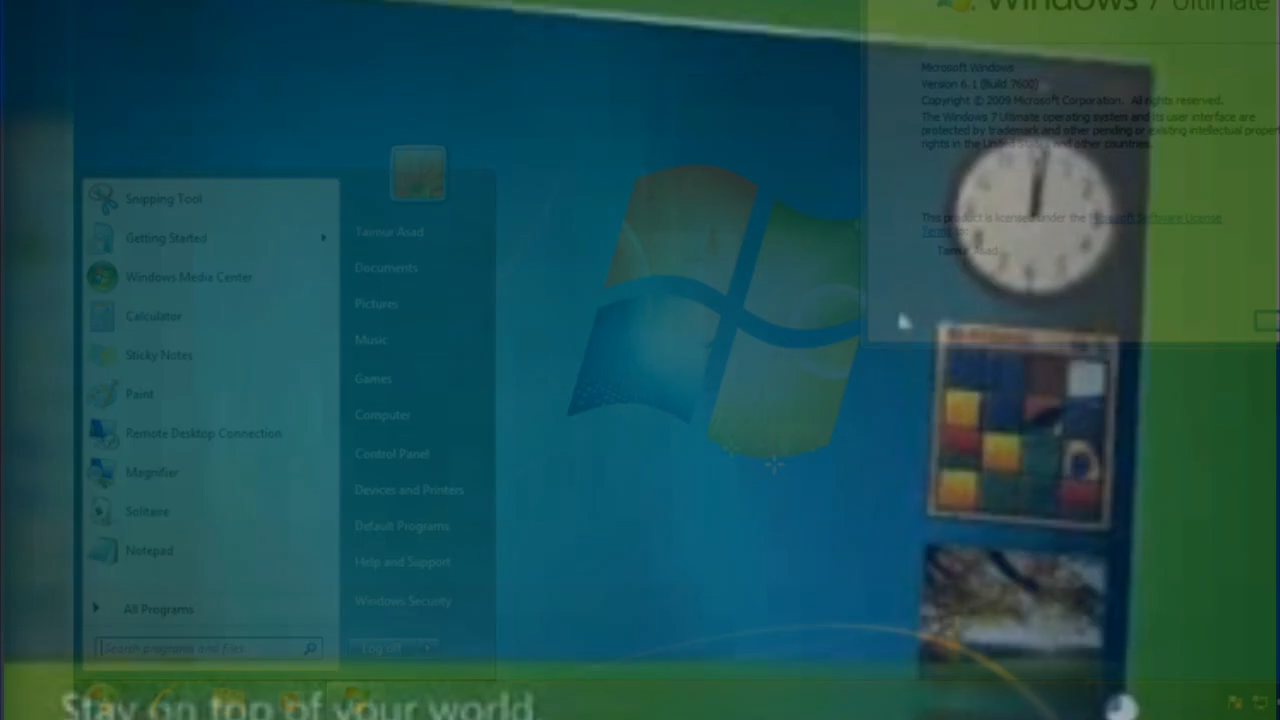 Windows 7 Ultimate
Microsoft Windows
Version 6.1 (Build 7600)
Copyright © 2009 Microsoft Corporation. All rights reserved.
The Windows 7 Ultimate operating system and its user interface are
protected by trademark and other pending or existing intellectual proper
rights in the United States and other countries.
This product is licensed under the Microsoft Software License
Terms to:
Taimur Asad
Snipping Tool
Getting Started
Windows Media Center
Calculator
Sticky Notes
Paint
Remote Desktop Connection
Magnifier
Solitaire
Notepad
All Programs
Search programs and files
Taimur Asad
Documents
Pictures
Music
Games
Computer
Control Panel
Devices and Printers
Default Programs
Help and Support
Windows Security
Log off
Stay on top of your world.